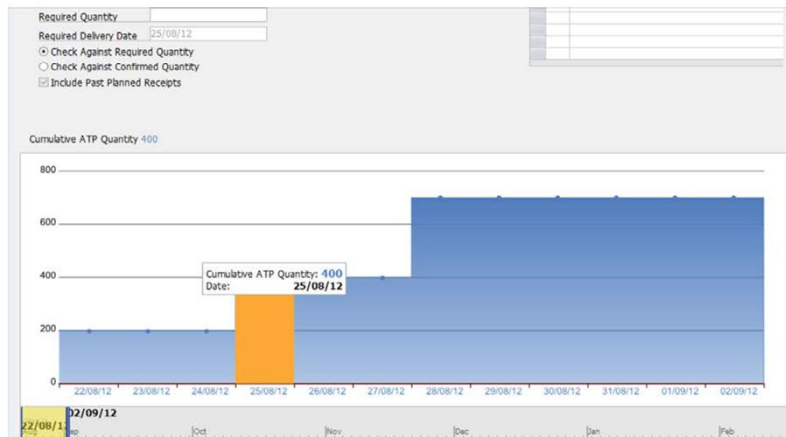 Required Quantity
Required Delivery Date 25/08/12
Check Against Required Quantity
Check Against Confirmed Quantity
Include Past Planned Receipts
Cumulative ATP Quantity 400
800
600
400
200
0
Cumulative ATP Quantity: 400
Date: 25/08/12
22/08/12 23/08/12 24/08/12 25/08/12 26/08/12 27/08/12 28/08/12 29/08/12 30/08/12 31/08/12 01/09/12 02/09/12
02/09/12
22/08/1
Oct Nov Dec Jan Feb